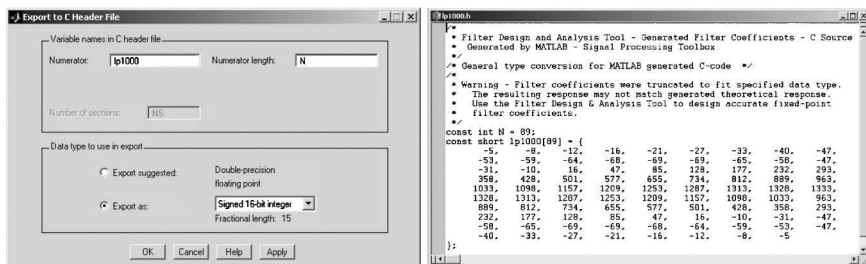 Export to C Header File
Variable names in C header file
Numerator: lp1000 Numerator length: N
Number of sections: NS
Data type to use in export
Export suggested: Double-precision
floating point
Export as: Signed 16-bit integer
Fractional length: 15
OK Cancel Help Apply
lp1000.h
/*
* Filter Design and Analysis Tool - Generated Filter Coefficients - C Source
* Generated by MATLAB - Signal Processing Toolbox
*/
/* General type conversion for MATLAB generated C-code */
/*
* Warning - Filter coefficients were truncated to fit specified data type.
* The resulting response may not match generated theoretical response.
* Use the Filter Design & Analysis Tool to design accurate fixed-point
* filter coefficients.
*/
const int N = 89;
const short lp1000[89] = {
-5, -8, -12, -16, -21, -27, -33, -40, -47,
-53, -59, -64, -68, -69, -69, -65, -58, -47,
-31, -10, 16, 47, 85, 128, 177, 232, 293,
358, 428, 501, 577, 655, 734, 812, 889, 963,
1033, 1098, 1157, 1209, 1253, 1287, 1313, 1328, 1333,
1328, 1313, 1287, 1253, 1209, 1157, 1098, 1033, 963,
889, 812, 734, 655, 577, 501, 428, 358, 293,
232, 177, 128, 85, 47, 16, -10, -31, -47,
-58, -65, -69, -69, -68, -64, -59, -53, -47,
-40, -33, -27, -21, -16, -12, -8, -5
};